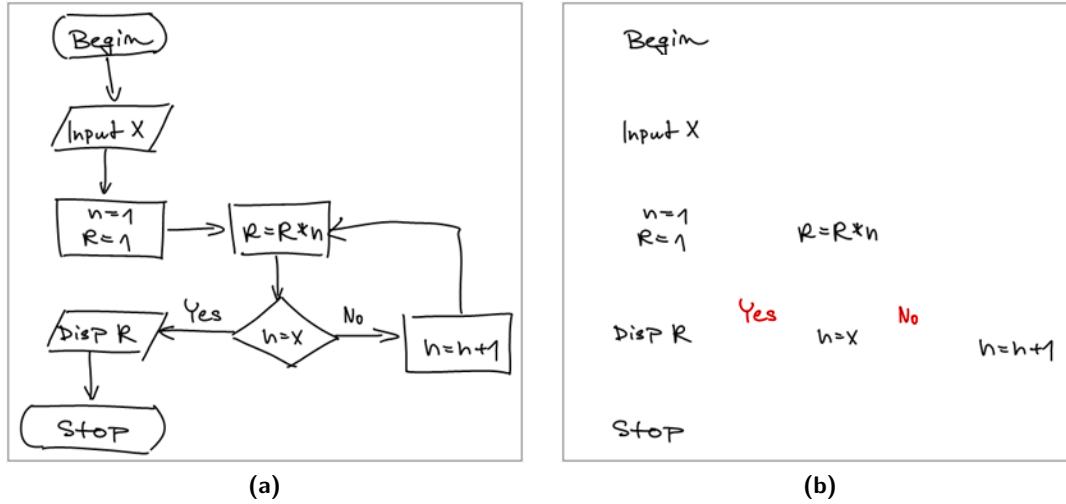 Begin
Input X
n=1
R=1
R=R*n
Yes
No
Disp R
n=X
n=n+1
Stop
(a)
Begin
Input X
n=1
R=1
R=R*n
Yes
No
Disp R
n=X
n=n+1
Stop
(b)